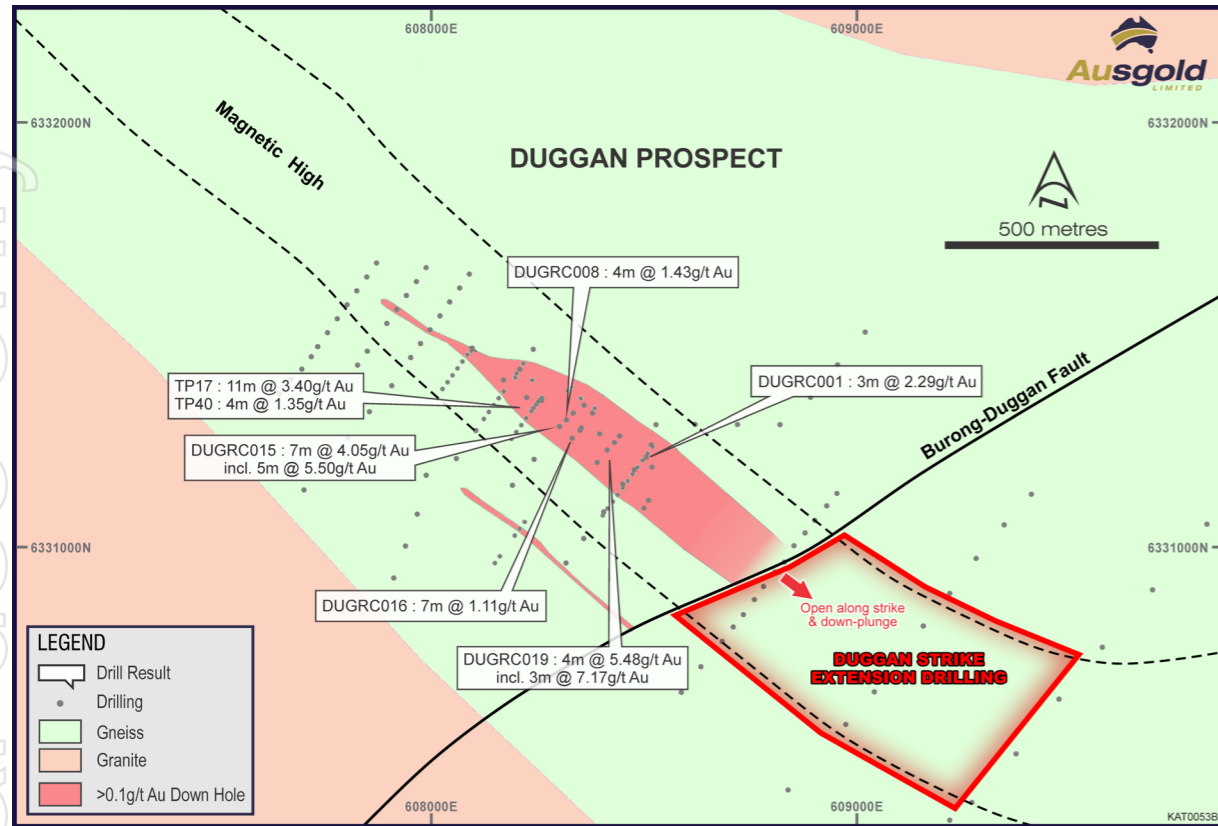 608000E
609000E
Ausgold
LIMITED
6332000N
6332000N
Magnetic High
DUGGAN PROSPECT
N
500 metres
DUGRC008 : 4m @ 1.43g/t Au
TP17 : 11m @ 3.40g/t Au
TP40 : 4m @ 1.35g/t Au
DUGRC001 : 3m @ 2.29g/t Au
Burong-Duggan Fault
DUGRC015 : 7m @ 4.05g/t Au
incl. 5m @ 5.50g/t Au
6331000N
6331000N
DUGRC016 : 7m @ 1.11g/t Au
Open along strike
& down-plunge
DUGRC019 : 4m @ 5.48g/t Au
incl. 3m @ 7.17g/t Au
DUGGAN STRIKE
EXTENSION DRILLING
LEGEND
Drill Result
Drilling
Gneiss
Granite
>0.1g/t Au Down Hole
608000E
609000E
KAT0053B